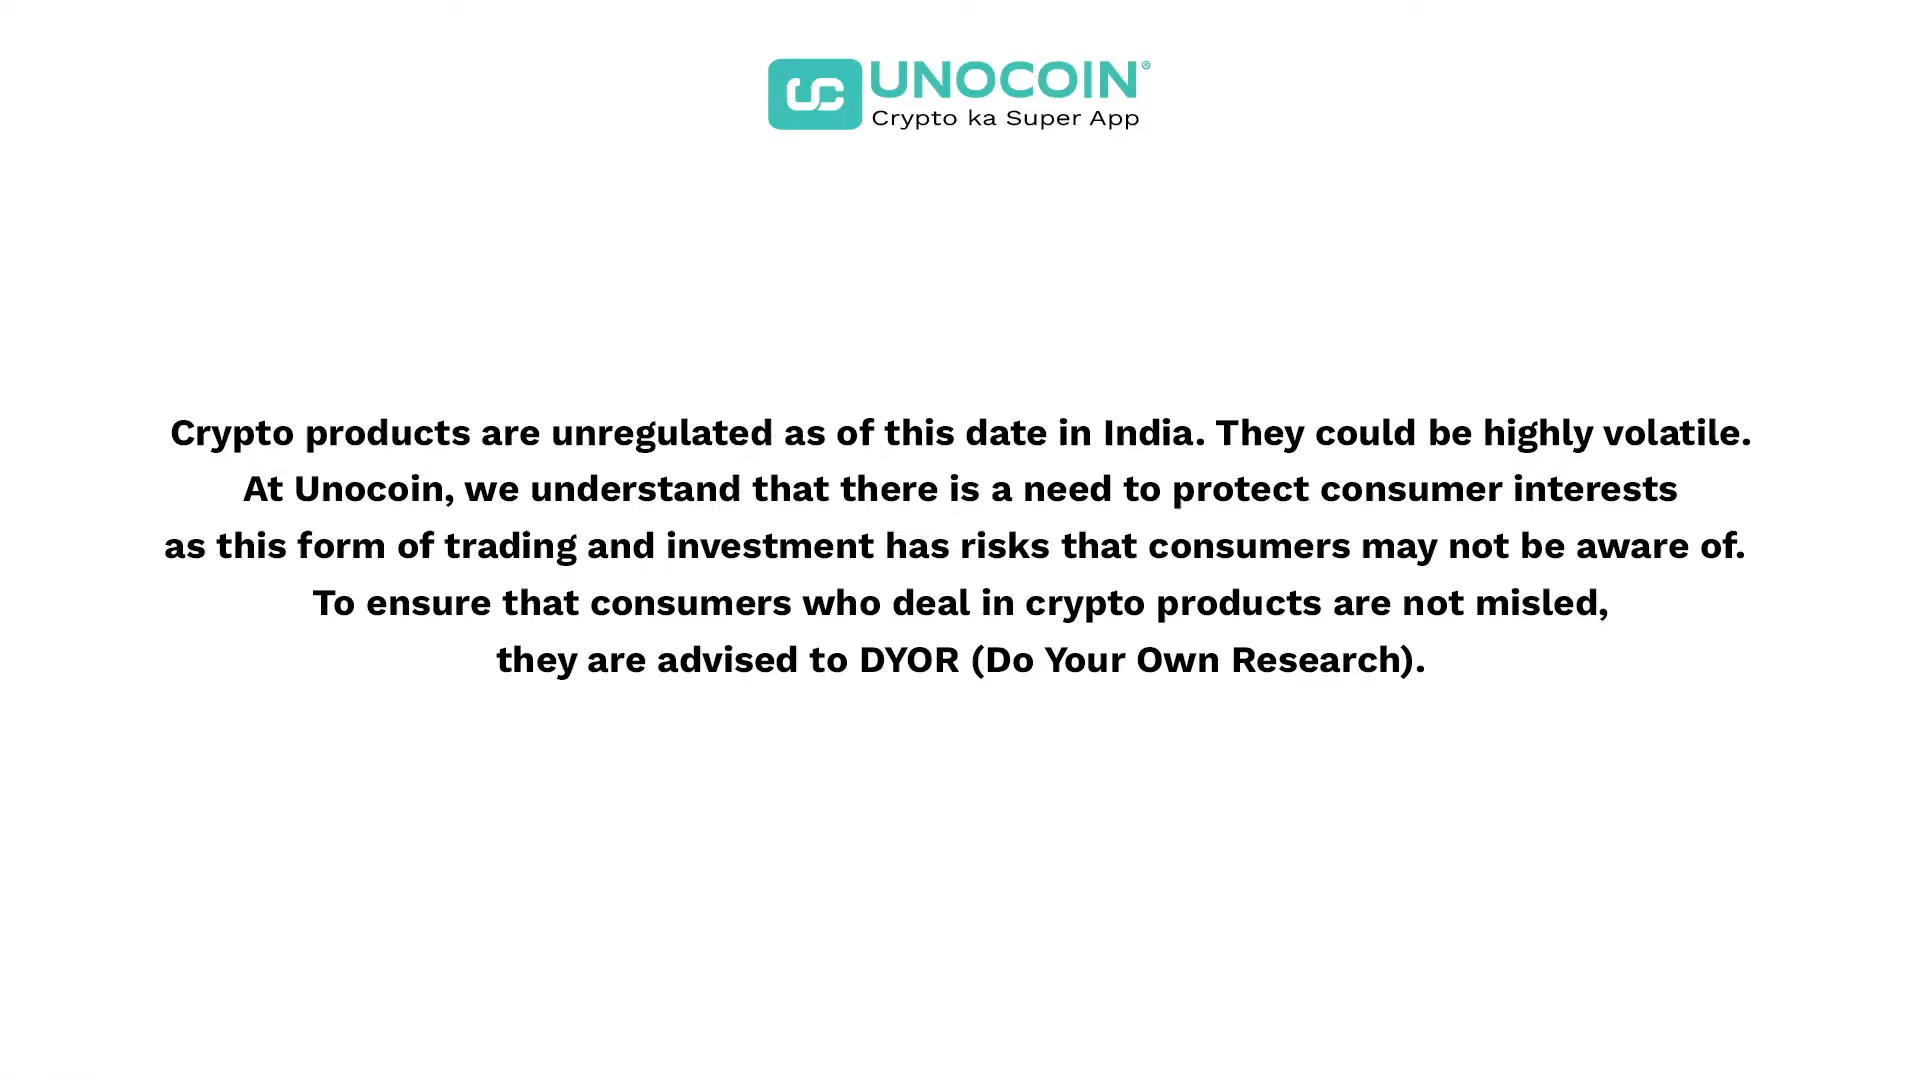 UC UNOCOIN®
Crypto ka Super App
Crypto products are unregulated as of this date in India. They could be highly volatile.
At Unocoin, we understand that there is a need to protect consumer interests
as this form of trading and investment has risks that consumers may not be aware of.
To ensure that consumers who deal in crypto products are not misled,
they are advised to DYOR (Do Your Own Research).